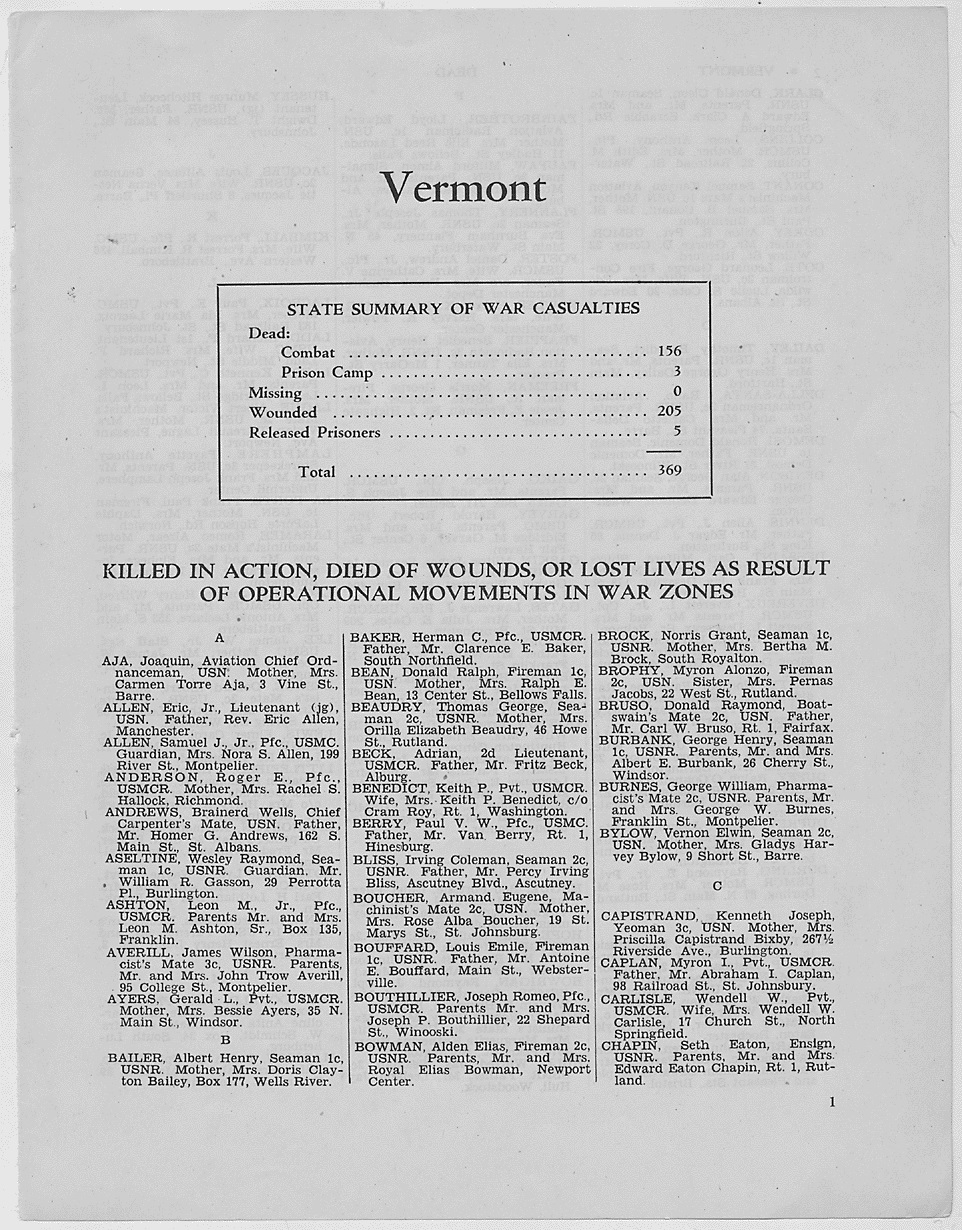 Vermont
STATE SUMMARY OF WAR CASUALTIES
Dead:
Combat ........................................ 156
Prison Camp .................................... 3
Missing ............................................. 0
Wounded .......................................... 205
Released Prisoners ................................ 5
Total ......................................... 369
KILLED IN ACTION, DIED OF WOUNDS, OR LOST LIVES AS RESULT
OF OPERATIONAL MOVEMENTS IN WAR ZONES
A
AJA, Joaquin, Aviation Chief Ord-
nanceman, USN. Mother, Mrs.
Carmen Torre Aja, 3 Vine St.,
Barre.
ALLEN, Eric, Jr., Lieutenant (jg),
USN. Father, Rev. Eric Allen,
Manchester.
ALLEN, Samuel J., Jr., Pfc., USMC.
Guardian, Mrs. Nora S. Allen, 199
River St., Montpelier.
ANDERSON, Roger E., Pfc.,
USMCR. Mother, Mrs. Rachel S.
Hallock, Richmond.
ANDREWS, Brainerd Wells, Chief
Carpenter's Mate, USN. Father,
Mr. Homer G. Andrews, 162 S.
Main St., St. Albans.
ASELTINE, Wesley Raymond, Sea-
man 1c, USNR. Guardian, Mr.
William R. Gasson, 29 Perrotta
Pl., Burlington.
ASHTON, Leon M., Jr., Pfc.,
USMCR. Parents Mr. and Mrs.
Leon M. Ashton, Sr., Box 135,
Franklin.
AVERILL, James Wilson, Pharma-
cist's Mate 3c, USNR. Parents,
Mr. and Mrs. John Trow Averill,
95 College St., Montpelier.
AYERS, Gerald L., Pvt., USMCR.
Mother, Mrs. Bessie Ayers, 35 N.
Main St., Windsor.
B
BAILER, Albert Henry, Seaman 1c,
USNR. Mother, Mrs. Doris Clay-
ton Bailey, Box 177, Wells River.
BAKER, Herman C., Pfc., USMCR.
Father, Mr. Clarence E. Baker,
South Northfield.
BEAN, Donald Ralph, Fireman 1c,
USN. Mother, Mrs. Ralph E.
Bean, 13 Center St., Bellows Falls.
BEAUDRY, Thomas George, Sea-
man 2c, USNR. Mother, Mrs.
Orilla Elizabeth Beaudry, 46 Howe
St., Rutland.
BECK, Adrian, 2d Lieutenant,
USMCR. Father, Mr. Fritz Beck,
Alburg.
BENEDICT, Keith P., Pvt., USMCR.
Wife, Mrs. Keith P. Benedict, c/o
Cram Roy, Rt. 1, Washington.
BERRY, Paul V. W., Pfc., USMC.
Father, Mr. Van Berry, Rt. 1,
Hinesburg.
BLISS, Irving Coleman, Seaman 2c,
USNR. Father, Mr. Percy Irving
Bliss, Ascutney Blvd., Ascutney.
BOUCHER, Armand Eugene, Ma-
chinist's Mate 2c, USN. Mother,
Mrs. Rose Alba Boucher, 19 St.
Marys St., St. Johnsburg.
BOUFFARD, Louis Emile, Fireman
1c, USNR. Father, Mr. Antoine
E. Bouffard, Main St., Webster-
ville.
BOUTHILLIER, Joseph Romeo, Pfc.,
USMCR. Parents Mr. and Mrs.
Joseph P. Bouthillier, 22 Shepard
St., Winooski.
BOWMAN, Alden Elias, Fireman 2c,
USNR. Parents, Mr. and Mrs.
Royal Elias Bowman, Newport
Center.
BROCK, Norris Grant, Seaman 1c,
USNR. Mother, Mrs. Bertha M.
Brock, South Royalton.
BROPHY, Myron Alonzo, Fireman
2c, USN. Sister, Mrs. Pernas
Jacobs, 22 West St., Rutland.
BRUSO, Donald Raymond, Boat-
swain's Mate 2c, USN. Father,
Mr. Carl W. Bruso, Rt. 1, Fairfax.
BURBANK, George Henry, Seaman
1c, USNR. Parents, Mr. and Mrs.
Albert E. Burbank, 26 Cherry St.,
Windsor.
BURNES, George William, Pharma-
cist's Mate 2c, USNR. Parents, Mr.
and Mrs. George W. Burnes,
Franklin St., Montpelier.
BYLOW, Vernon Elwin, Seaman 2c,
USN. Mother, Mrs. Gladys Har-
vey Bylow, 9 Short St., Barre.
C
CAPISTRAND, Kenneth Joseph,
Yeoman 3c, USN. Mother, Mrs.
Priscilla Capistrand Bixby, 267½
Riverside Ave., Burlington.
CAPLAN, Myron I., Pvt., USMCR.
Father, Mr. Abraham I. Caplan,
98 Railroad St., St. Johnsbury.
CARLISLE, Wendell W., Pvt.,
USMCR. Wife, Mrs. Wendell W.
Carlisle, 17 Church St., North
Springfield.
CHAPIN, Seth Eaton, Ensign,
USNR. Parents, Mr. and Mrs.
Edward Eaton Chapin, Rt. 1, Rut-
land.
1